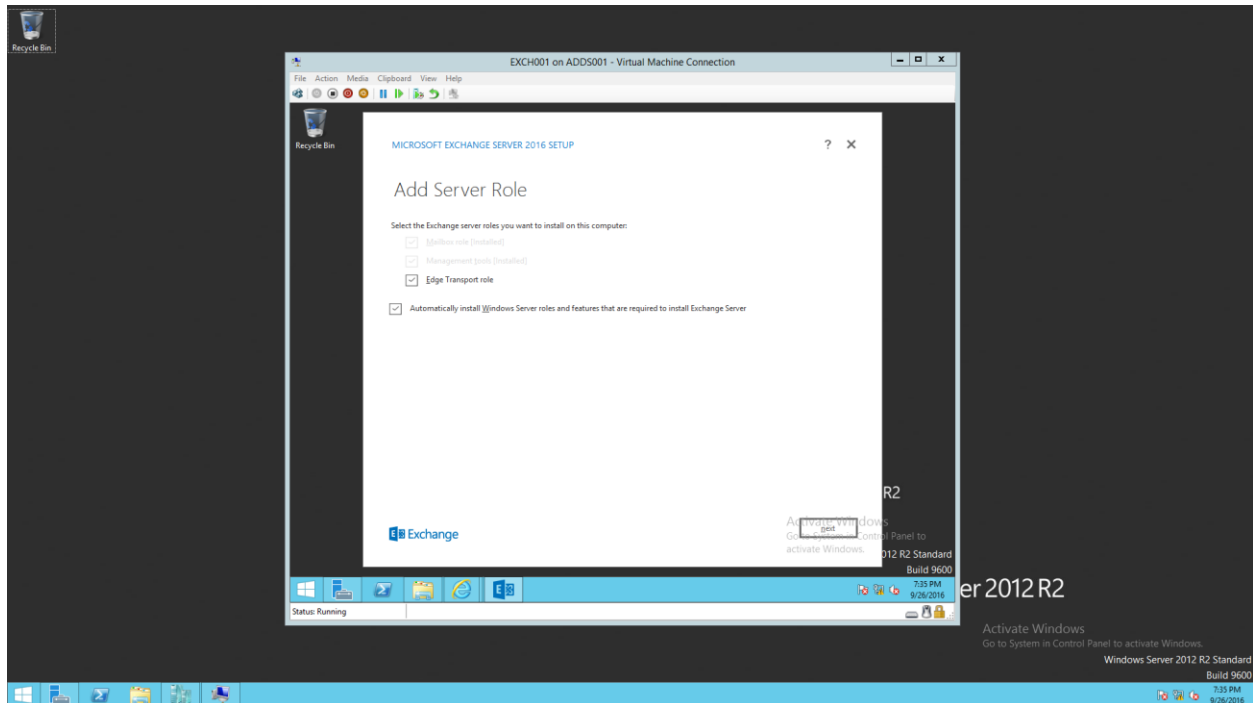 Recycle Bin
EXCH001 on ADDS001 - Virtual Machine Connection
File Action Media Clipboard View Help
Recycle Bin
MICROSOFT EXCHANGE SERVER 2016 SETUP
? X
Add Server Role
Select the Exchange server roles you want to install on this computer:
Mailbox role [Installed]
Management tools [Installed]
Edge Transport role
Automatically install Windows Server roles and features that are required to install Exchange Server
R2
Activate Windows
next
Go to System in Control Panel to
activate Windows.
012 R2 Standard
Build 9600
E Exchange
7:35 PM
9/26/2016
Status: Running
er 2012 R2
Activate Windows
Go to System in Control Panel to activate Windows.
Windows Server 2012 R2 Standard
Build 9600
7:35 PM
9/26/2016